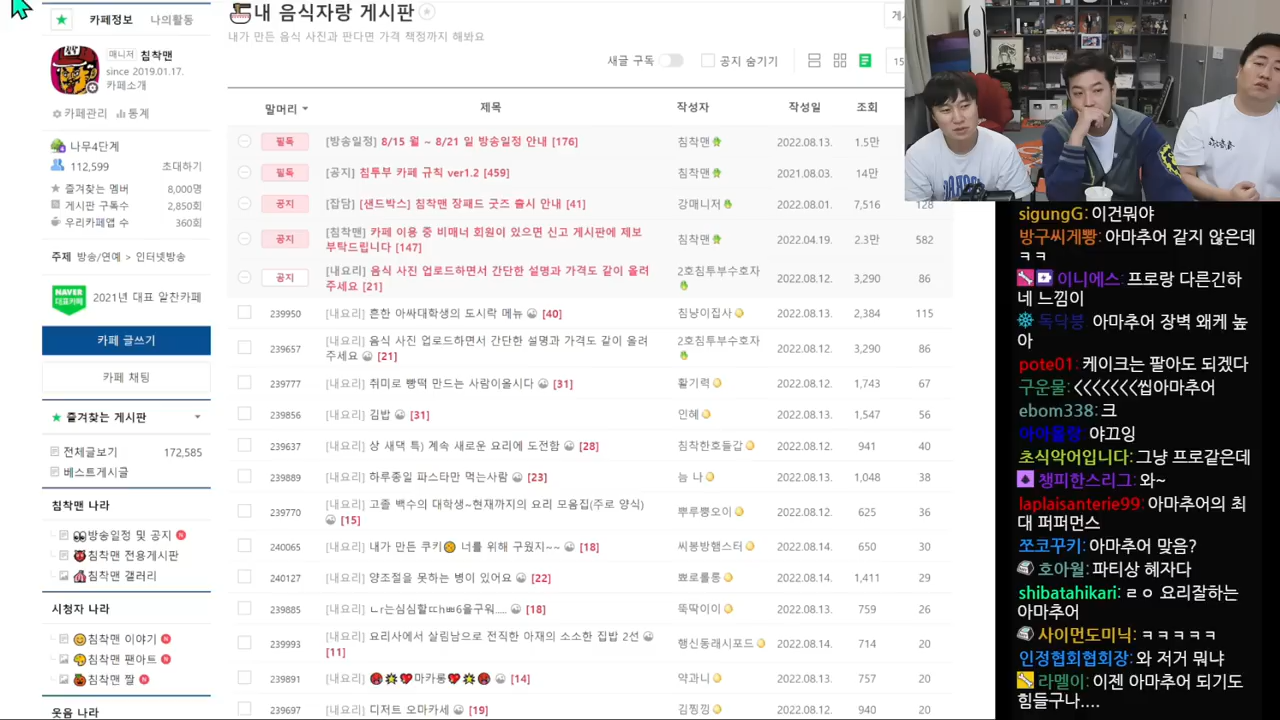 카페정보 나의활동
매니저 침착맨
since 2019.01.17.
카페소개
카페관리 통계
나무4단계
112,599 초대하기
즐겨찾는 멤버 8,000명
게시판 구독수 2,850회
우리카페앱 수 360회
주제 방송/연예 > 인터넷방송
NAVER
대표카페
2021년 대표 알찬카페
카페 글쓰기
카페 채팅
즐겨찾는 게시판
전체글보기 172,585
베스트게시글
침착맨 나라
방송일정 및 공지 N
침착맨 전용게시판
침착맨 갤러리
시청자 나라
침착맨 이야기 N
침착맨 팬아트 N
침착맨 짤 N
웃음 나라
내 음식자랑 게시판
내가 만든 음식 사진과 판단한 가격 책정까지 해봐요
새글 구독 공지 숨기기 15
말머리 제목 작성자 작성일 조회
필독 [방송일정] 8/15 월 ~ 8/21 일 방송일정 안내 [176] 침착맨 2022.08.13. 1.5만
필독 [공지] 침투부 카페 규칙 ver1.2 [459] 침착맨 2021.08.03. 14만
공지 [잡담] [샌드박스] 침착맨 장패드 굿즈 출시 안내 [41] 강매니저 2022.08.01. 7,516 128
공지 [침착맨] 카페 이용 중 비매너 회원이 있으면 신고 게시판에 제보
부탁드립니다 [147] 침착맨 2022.04.19. 2.3만 582
공지 [내요리] 음식 사진 업로드하면서 간단한 설명과 가격도 같이 올려
주세요 [21] 2호침투부수호자 2022.08.12. 3,290 86
239950 [내요리] 흔한 아싸대학생의 도시락 메뉴 [40] 침냥이집사 2022.08.13. 2,384 115
239657 [내요리] 음식 사진 업로드하면서 간단한 설명과 가격도 같이 올려
주세요 [21] 2호침투부수호자 2022.08.12. 3,290 86
239777 [내요리] 취미로 빵떡 만드는 사람이올시다 [31] 활기력 2022.08.12. 1,743 67
239856 [내요리] 김밥 [31] 인혜 2022.08.12. 1,547 56
239637 [내요리] 상 새댁 특) 계속 새로운 요리에 도전함 [28] 침착한호들갑 2022.08.12. 941 40
239889 [내요리] 하루종일 파스타만 먹는사람 [23] 늠 나 2022.08.13. 1,048 38
239770 [내요리] 고말 백수의 대학생~현재까지의 요리 모음집(주로 양식)
[15] 뿌루뿡오이 2022.08.12. 625 36
240065 [내요리] 내가 만든 쿠키 너를 위해 구웠지~~ [18] 씨봉방햄스터 2022.08.14. 650 30
240127 [내요리] 양조절을 못하는 병이 있어요 [22] 뽀로롤롱 2022.08.14. 1,411 29
239885 [내요리] ㄴr는심심할ㄸㅐㅃ6을구워..... [18] 뚝딱이이 2022.08.13. 759 26
239993 [내요리] 요리사에서 살림남으로 전직한 아재의 소소한 집밥 2선
[11] 행신동래시포드 2022.08.14. 714 20
239891 [내요리] 마카롱 [14] 약과니 2022.08.13. 757 20
239697 [내요리] 디저트 오마카세 [19] 김찡낑 2022.08.12. 940 20
sigungG: 이건뭐야
방구씨게빵: 아마추어 같지 않은데
ㅋㅋ
이니에스: 프로랑 다른긴하
네 느낌이
독닥붕 아마추어 장벽 왜케 높
아
pote01: 케이크는 팔아도 되겠다
구운물: <<<<<<<씹아마추어
ebom338: 크
아아몰랑: 야끄잉
초식악어입니다: 그냥 프로같은데
챙피한스리그: 와~
laplaisanterie99: 아마추어의 최
대 퍼퍼먼스
쪼코꾸키: 아마추어 맞음?
호아월: 파티상 혜자다
shibatahikari: ㄹㅇ 요리잘하는
아마추어
사이먼도미닉: ㅋㅋㅋㅋㅋ
인정협회협회장: 와 저거 뭐냐
라멜이: 이젠 아마추어 되기도
힘들구나....